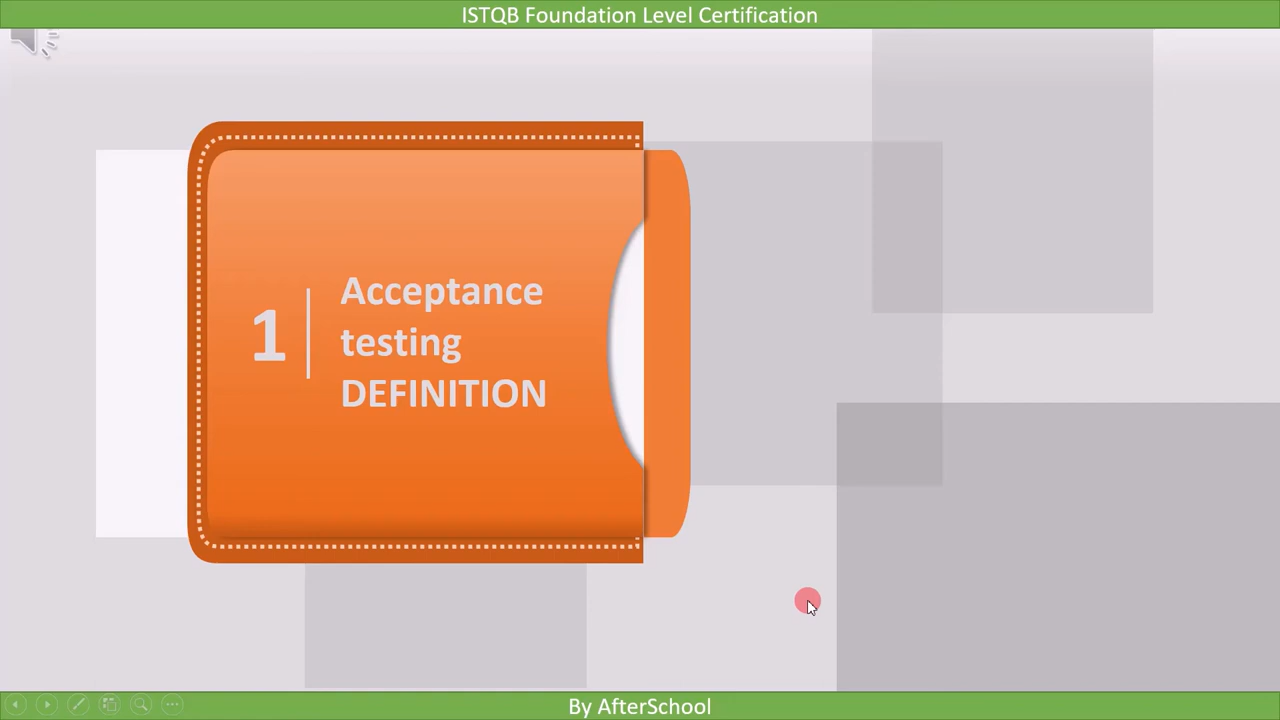 ISTQB Foundation Level Certification
1
Acceptance
testing
DEFINITION
By AfterSchool